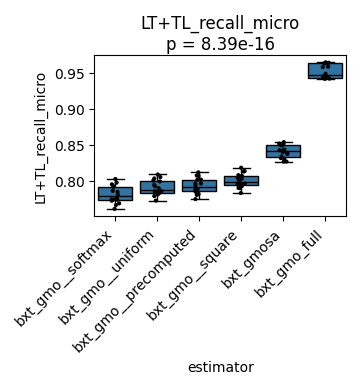 LT+TL_recall_micro
p = 8.39e-16
LT+TL_recall_micro
0.95
0.90
0.85
0.80
bxt_gmo__softmax
bxt_gmo__uniform
bxt_gmo__precomputed
bxt_gmo__square
bxt_gmosa
bxt_gmo_full
estimator